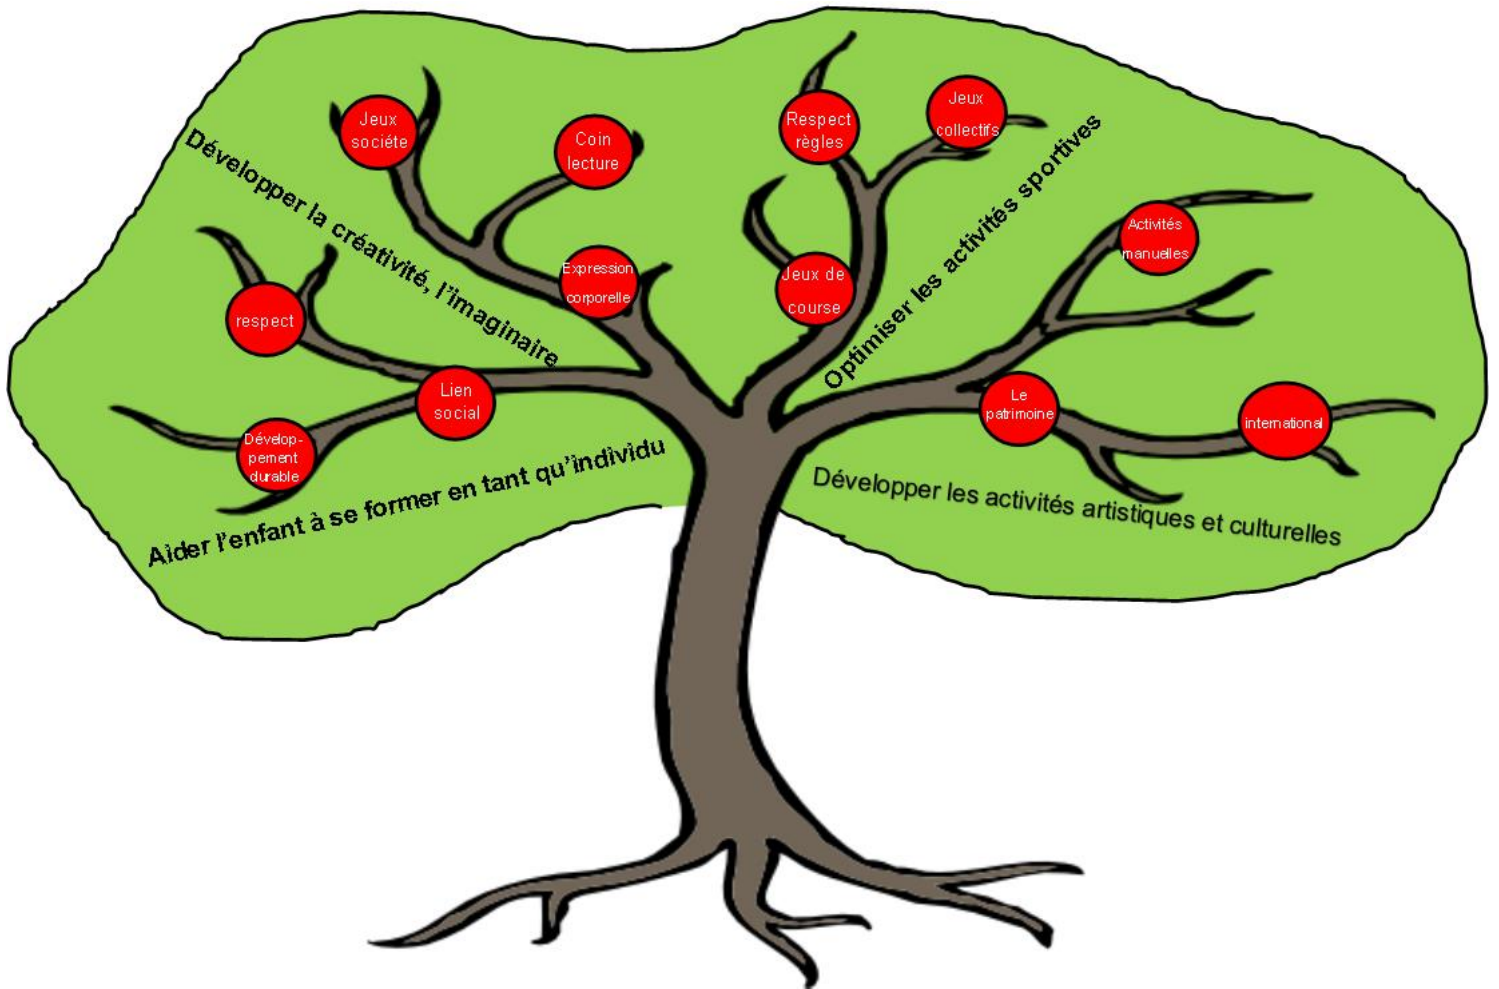 Développer la créativité, l'imaginaire
Jeux
sociéte
Coin
lecture
Expression
corporelle
Respect
règles
Jeux
collectifs
Jeux de
course
Optimiser les activités sportives
Activités
manuelles
respect
Lien
social
Dévelop-
pement
durable
Aider l'enfant à se former en tant qu'individu
Le
patrimoine
international
Développer les activités artistiques et culturelles